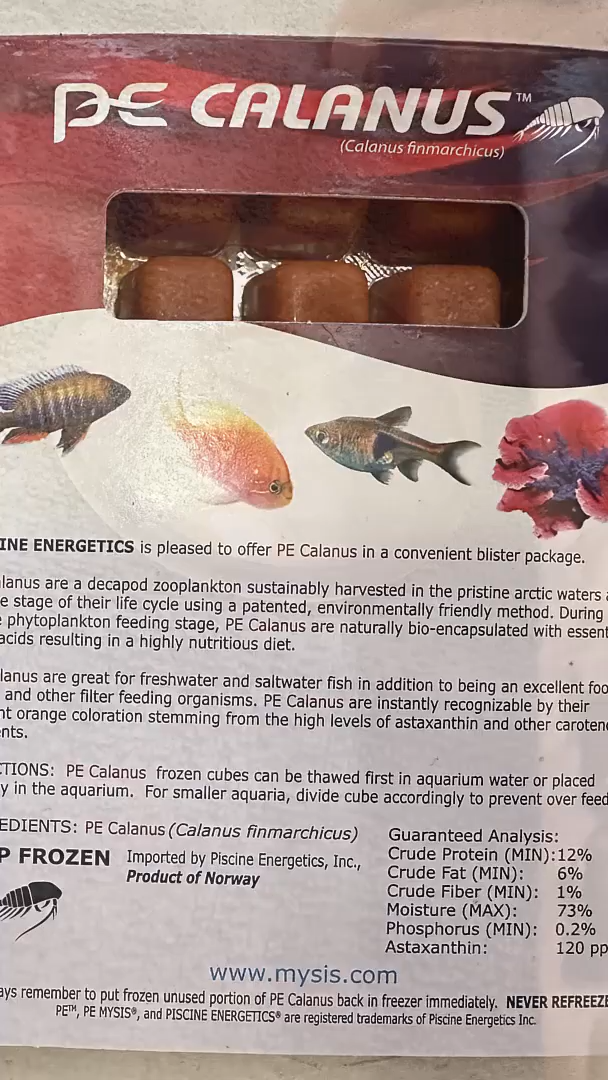 PE CALANUS™
(Calanus finmarchicus)
INE ENERGETICS is pleased to offer PE Calanus in a convenient blister package.
lanus are a decapod zooplankton sustainably harvested in the pristine arctic waters a
e stage of their life cycle using a patented, environmentally friendly method. During
phytoplankton feeding stage, PE Calanus are naturally bio-encapsulated with essent
acids resulting in a highly nutritious diet.
lanus are great for freshwater and saltwater fish in addition to being an excellent foo
and other filter feeding organisms. PE Calanus are instantly recognizable by their
nt orange coloration stemming from the high levels of astaxanthin and other caroten
nts.
CTIONS: PE Calanus frozen cubes can be thawed first in aquarium water or placed
y in the aquarium. For smaller aquaria, divide cube accordingly to prevent over feed
EDIENTS: PE Calanus (Calanus finmarchicus)
P FROZEN
Imported by Piscine Energetics, Inc.,
Product of Norway
Guaranteed Analysis:
Crude Protein (MIN): 12%
Crude Fat (MIN): 6%
Crude Fiber (MIN): 1%
Moisture (MAX): 73%
Phosphorus (MIN): 0.2%
Astaxanthin: 120 pp
www.mysis.com
ays remember to put frozen unused portion of PE Calanus back in freezer immediately. NEVER REFREEZE
PE™, PE MYSIS®, and PISCINE ENERGETICS® are registered trademarks of Piscine Energetics Inc.